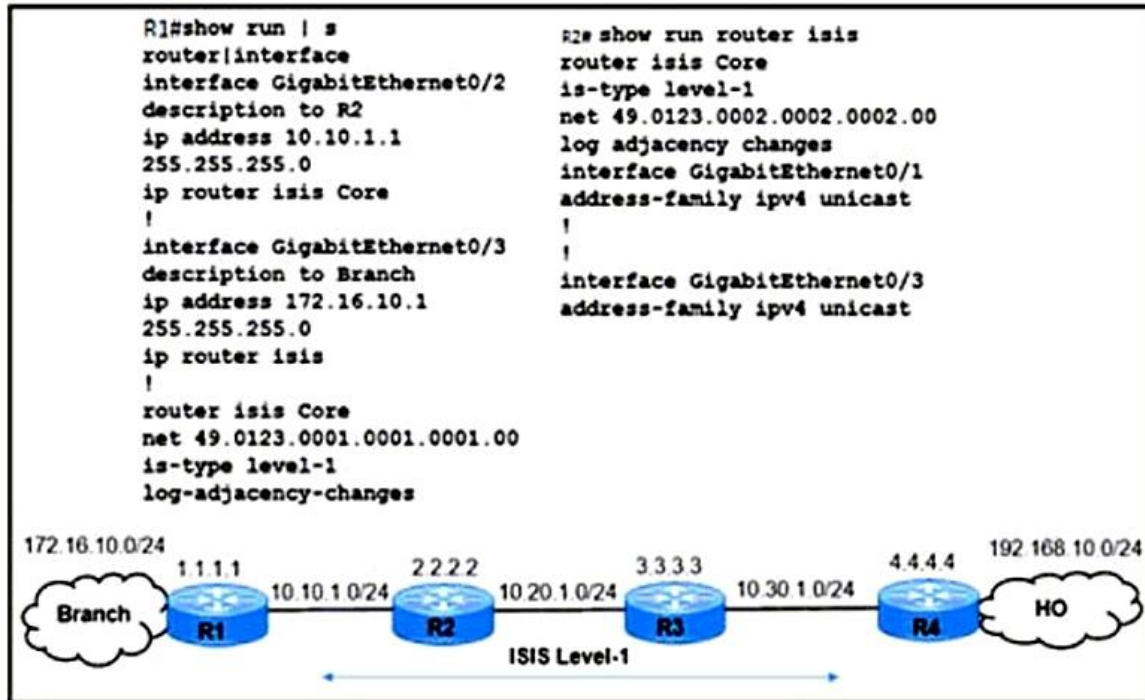 R1#show run | s
router|interface
interface GigabitEthernet0/2
description to R2
ip address 10.10.1.1
255.255.255.0
ip router isis Core
!
interface GigabitEthernet0/3
description to Branch
ip address 172.16.10.1
255.255.255.0
ip router isis
!
router isis Core
net 49.0123.0001.0001.0001.00
is-type level-1
log-adjacency-changes
R2# show run router isis
router isis Core
is-type level-1
net 49.0123.0002.0002.0002.00
log adjacency changes
interface GigabitEthernet0/1
address-family ipv4 unicast
!
!
interface GigabitEthernet0/3
address-family ipv4 unicast
172.16.10.0/24
1.1.1.1
10.10.1.0/24
2.2.2.2
10.20.1.0/24
3.3.3.3
10.30.1.0/24
4.4.4.4
192.168.10.0/24
Branch
R1
R2
R3
R4
HO
ISIS Level-1